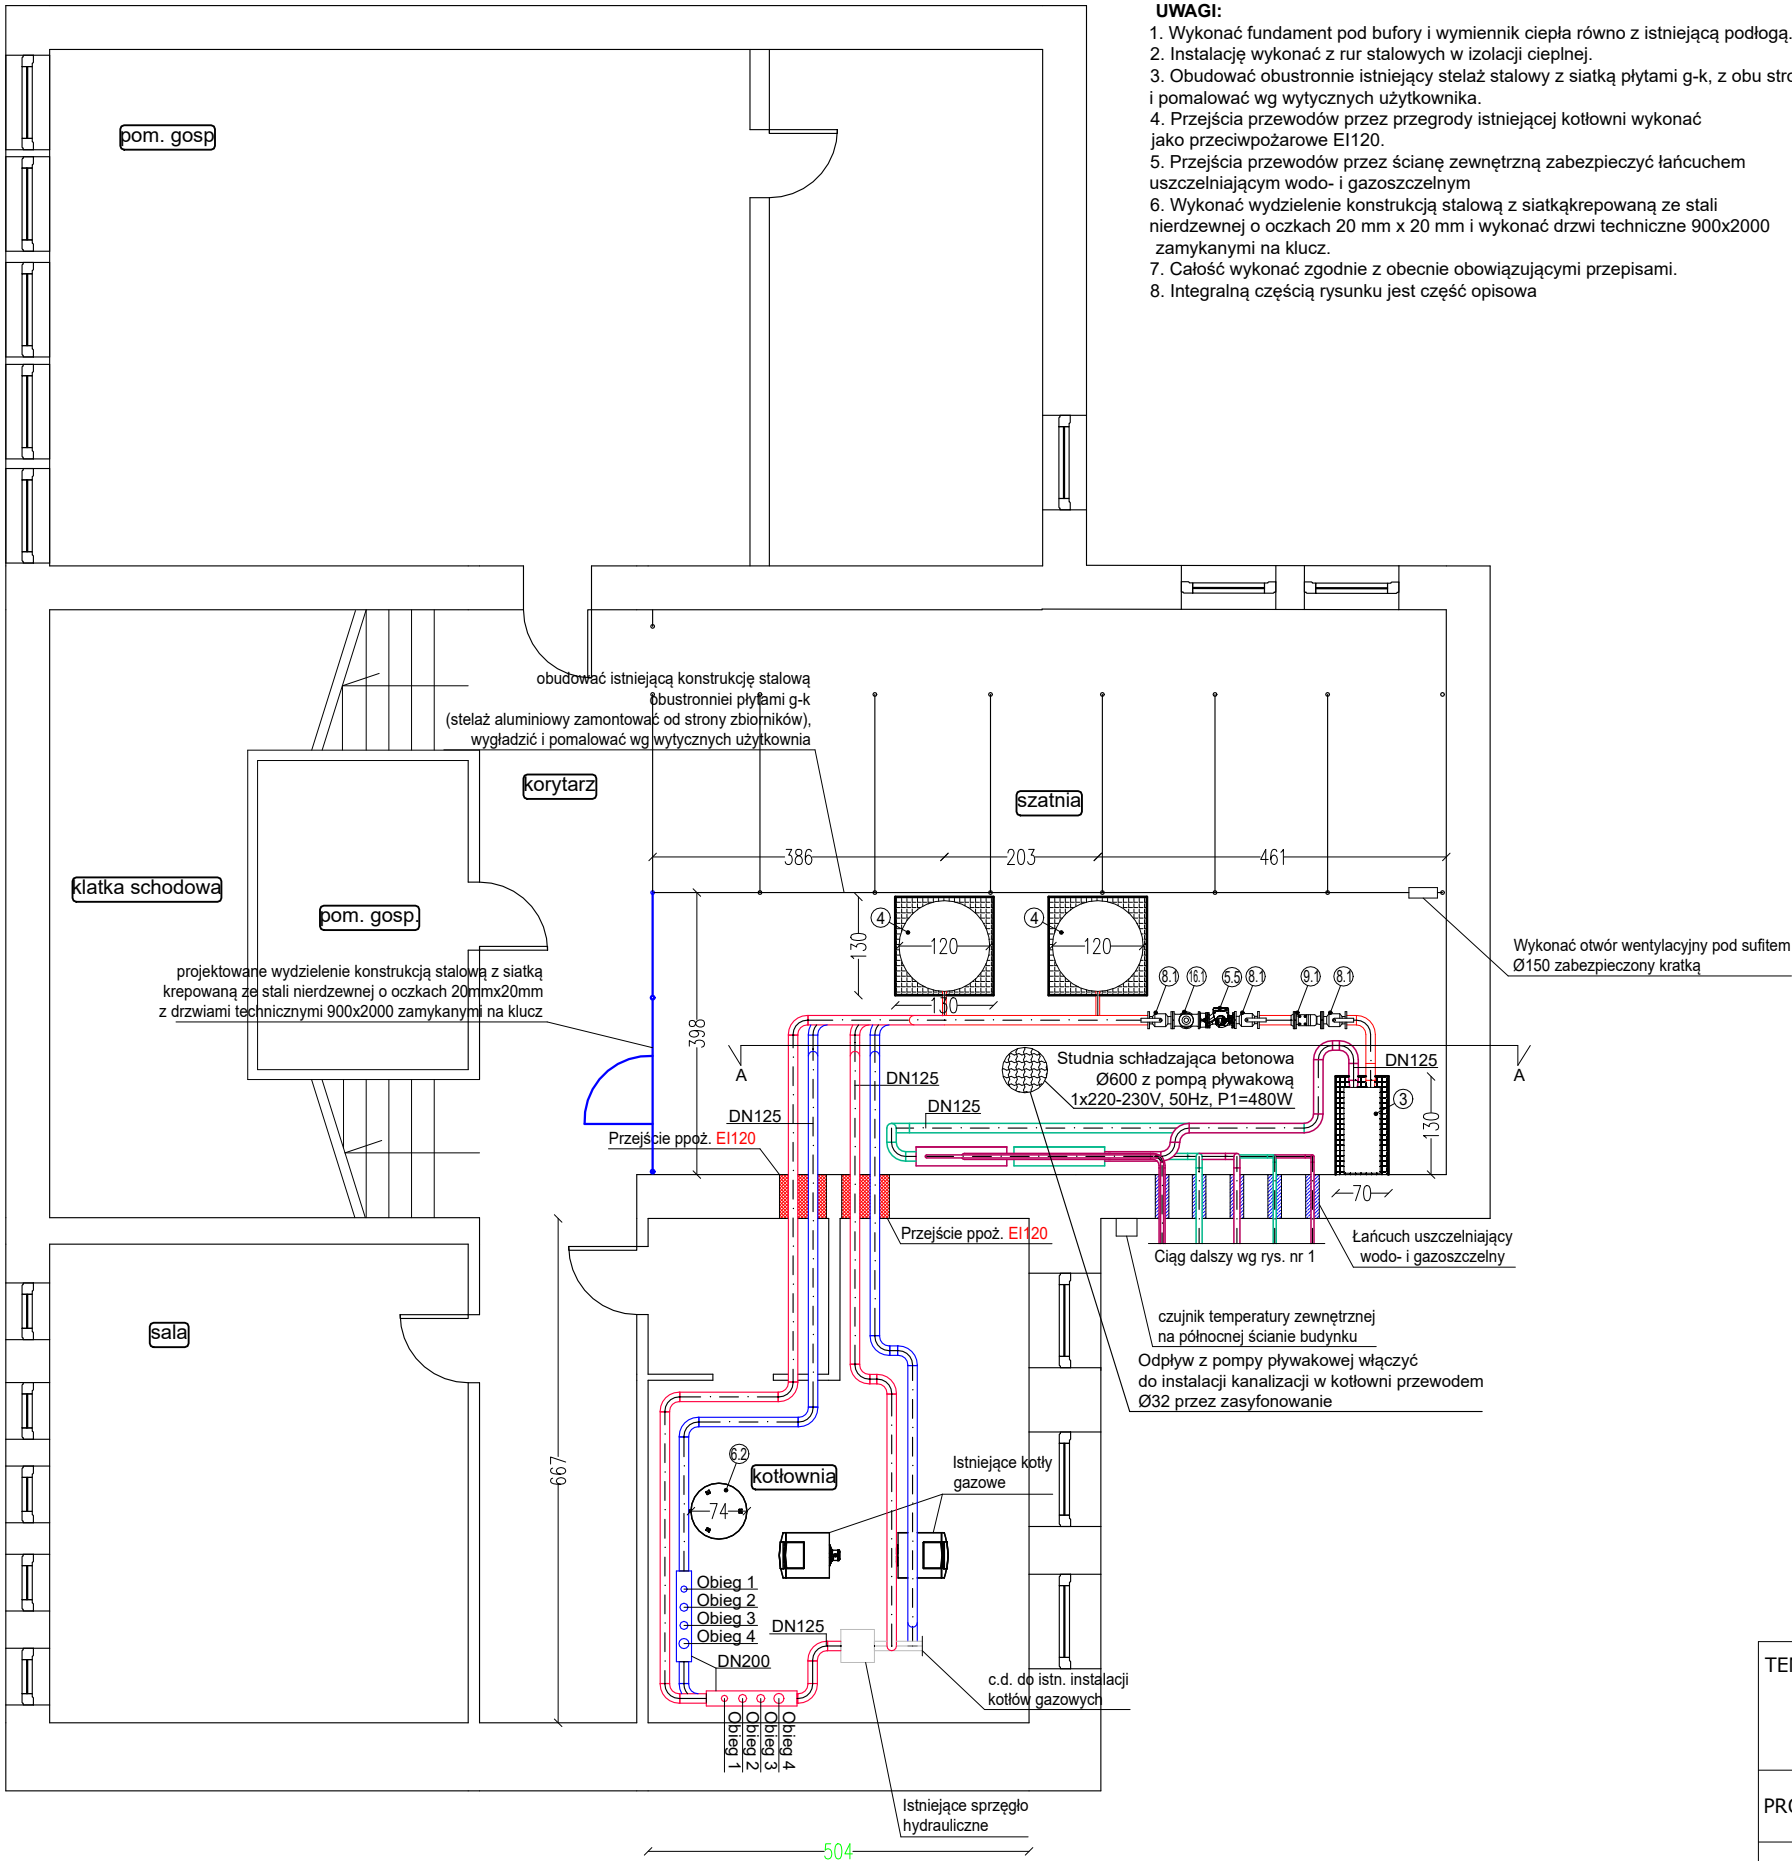 UWAGI:
1. Wykonać fundament pod bufory i wymiennik ciepła równo z istniejącą podłogą.
2. Instalację wykonać z rur stalowych w izolacji cieplnej.
3. Obudować obustronnie istniejący stelaż stalowy z siatką płytami g-k, z obu stro
i pomalować wg wytycznych użytkownika.
4. Przejścia przewodów przez przegrody istniejącej kotłowni wykonać
jako przeciwpożarowe EI120.
5. Przejścia przewodów przez ścianę zewnętrzną zabezpieczyć łańcuchem
uszczelniającym wodo- i gazoszczelnym
6. Wykonać wydzielenie konstrukcją stalową z siatkąkrepowaną ze stali
nierdzewnej o oczkach 20 mm x 20 mm i wykonać drzwi techniczne 900x2000
zamykanymi na klucz.
7. Całość wykonać zgodnie z obecnie obowiązującymi przepisami.
8. Integralną częścią rysunku jest część opisowa
pom. gosp
obudować istniejącą konstrukcję stalową
obustronniei płytami g-k
(stelaż aluminiowy zamontować od strony zbiorników),
wygładzić i pomalować wg wytycznych użytkownia
korytarz
szatnia
386
203
461
klatka schodowa
pom. gosp.
4
4
130
120
120
130
398
Wykonać otwór wentylacyjny pod sufitem
Ø150 zabezpieczony kratką
projektowane wydzielenie konstrukcją stalową z siatką
krepowaną ze stali nierdzewnej o oczkach 20mmx20mm
z drzwiami technicznymi 900x2000 zamykanymi na klucz
8.1
16.1
5.5
8.1
9.1
8.1
A
A
Studnia schładzająca betonowa
Ø600 z pompą pływakową
1x220-230V, 50Hz, P1=480W
DN125
DN125
DN125
DN125
3
130
70
Przejście ppoż. EI120
Przejście ppoż. EI120
Ciąg dalszy wg rys. nr 1
Łańcuch uszczelniający
wodo- i gazoszczelny
czujnik temperatury zewnętrznej
na północnej ścianie budynku
Odpływ z pompy pływakowej włączyć
do instalacji kanalizacji w kotłowni przewodem
Ø32 przez zasyfonowanie
sala
667
6.2
kotłownia
74
Istniejące kotły
gazowe
Obieg 1
Obieg 2
Obieg 3
Obieg 4
DN125
DN200
c.d. do istn. instalacji
kotłów gazowych
Obieg 1
Obieg 2
Obieg 3
Obieg 4
Istniejące sprzęgło
hydrauliczne
504
TE
PRO